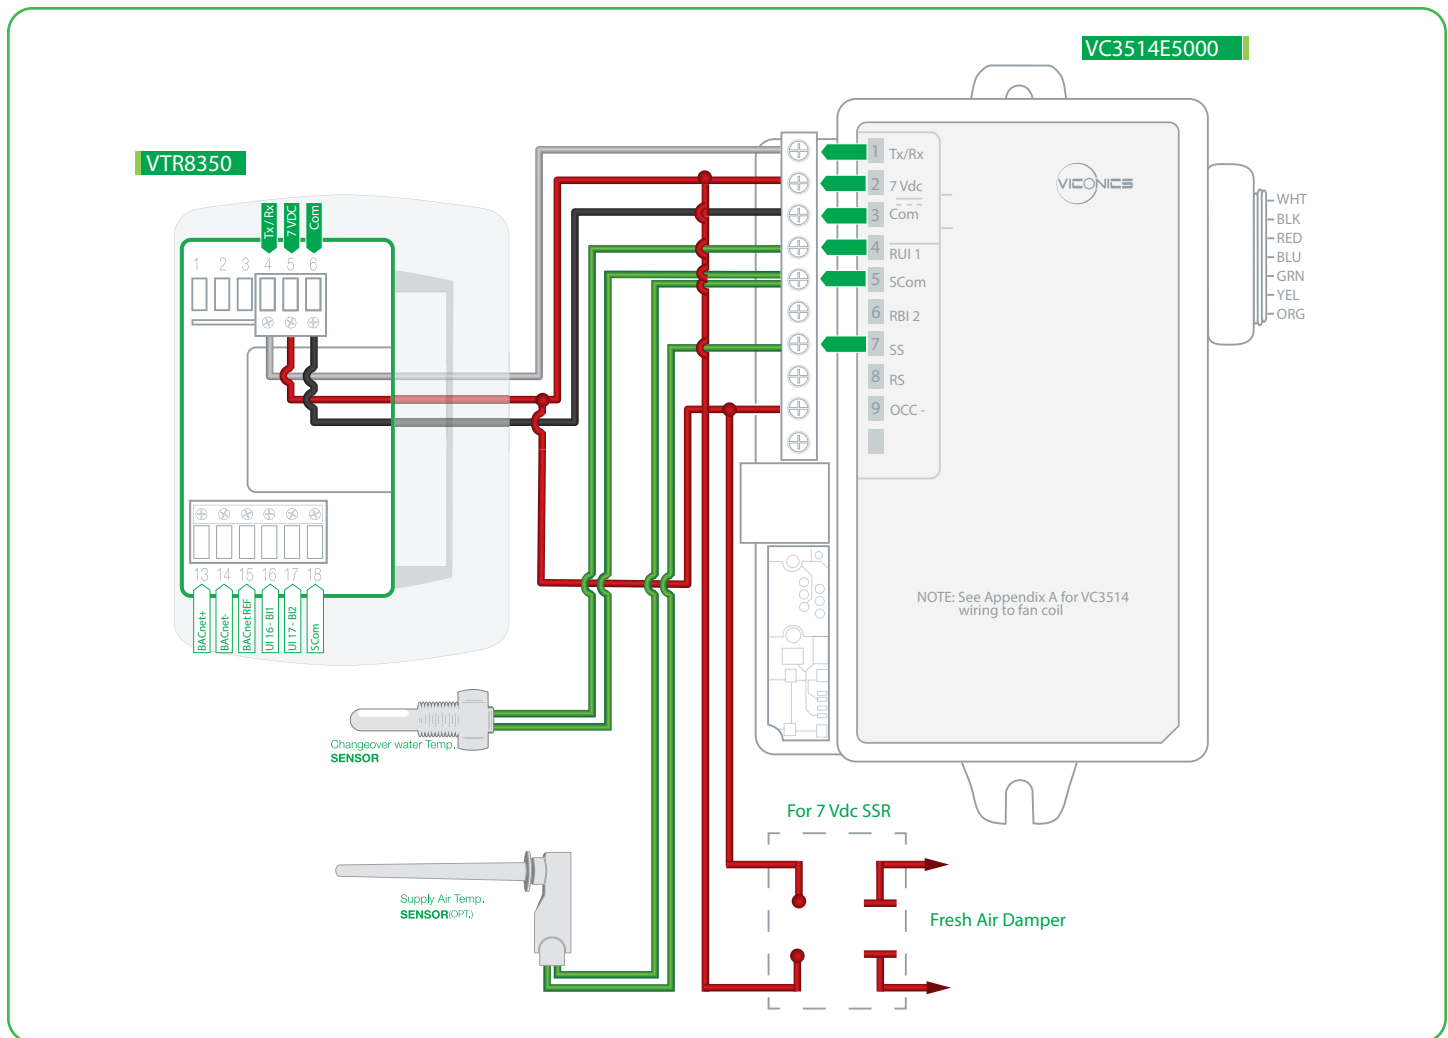 VC3514E5000
VTR8350
Tx / Rx
7 VDC
Com
1 2 3 4 5 6
1 Tx/Rx
2 7 Vdc
3 Com
4 RUI 1
5 SCom
6 RBI 2
7 SS
8 RS
9 OCC -
VICONICS
WHT
BLK
RED
BLU
GRN
YEL
ORG
13 14 15 16 17 18
BACnet+
BACnet-
BACnet REF
UI 16 - BI1
UI 17 - BI2
SCom
NOTE: See Appendix A for VC3514
wiring to fan coil
Changeover water Temp.
SENSOR
For 7 Vdc SSR
Supply Air Temp.
SENSOR(OPT.)
Fresh Air Damper